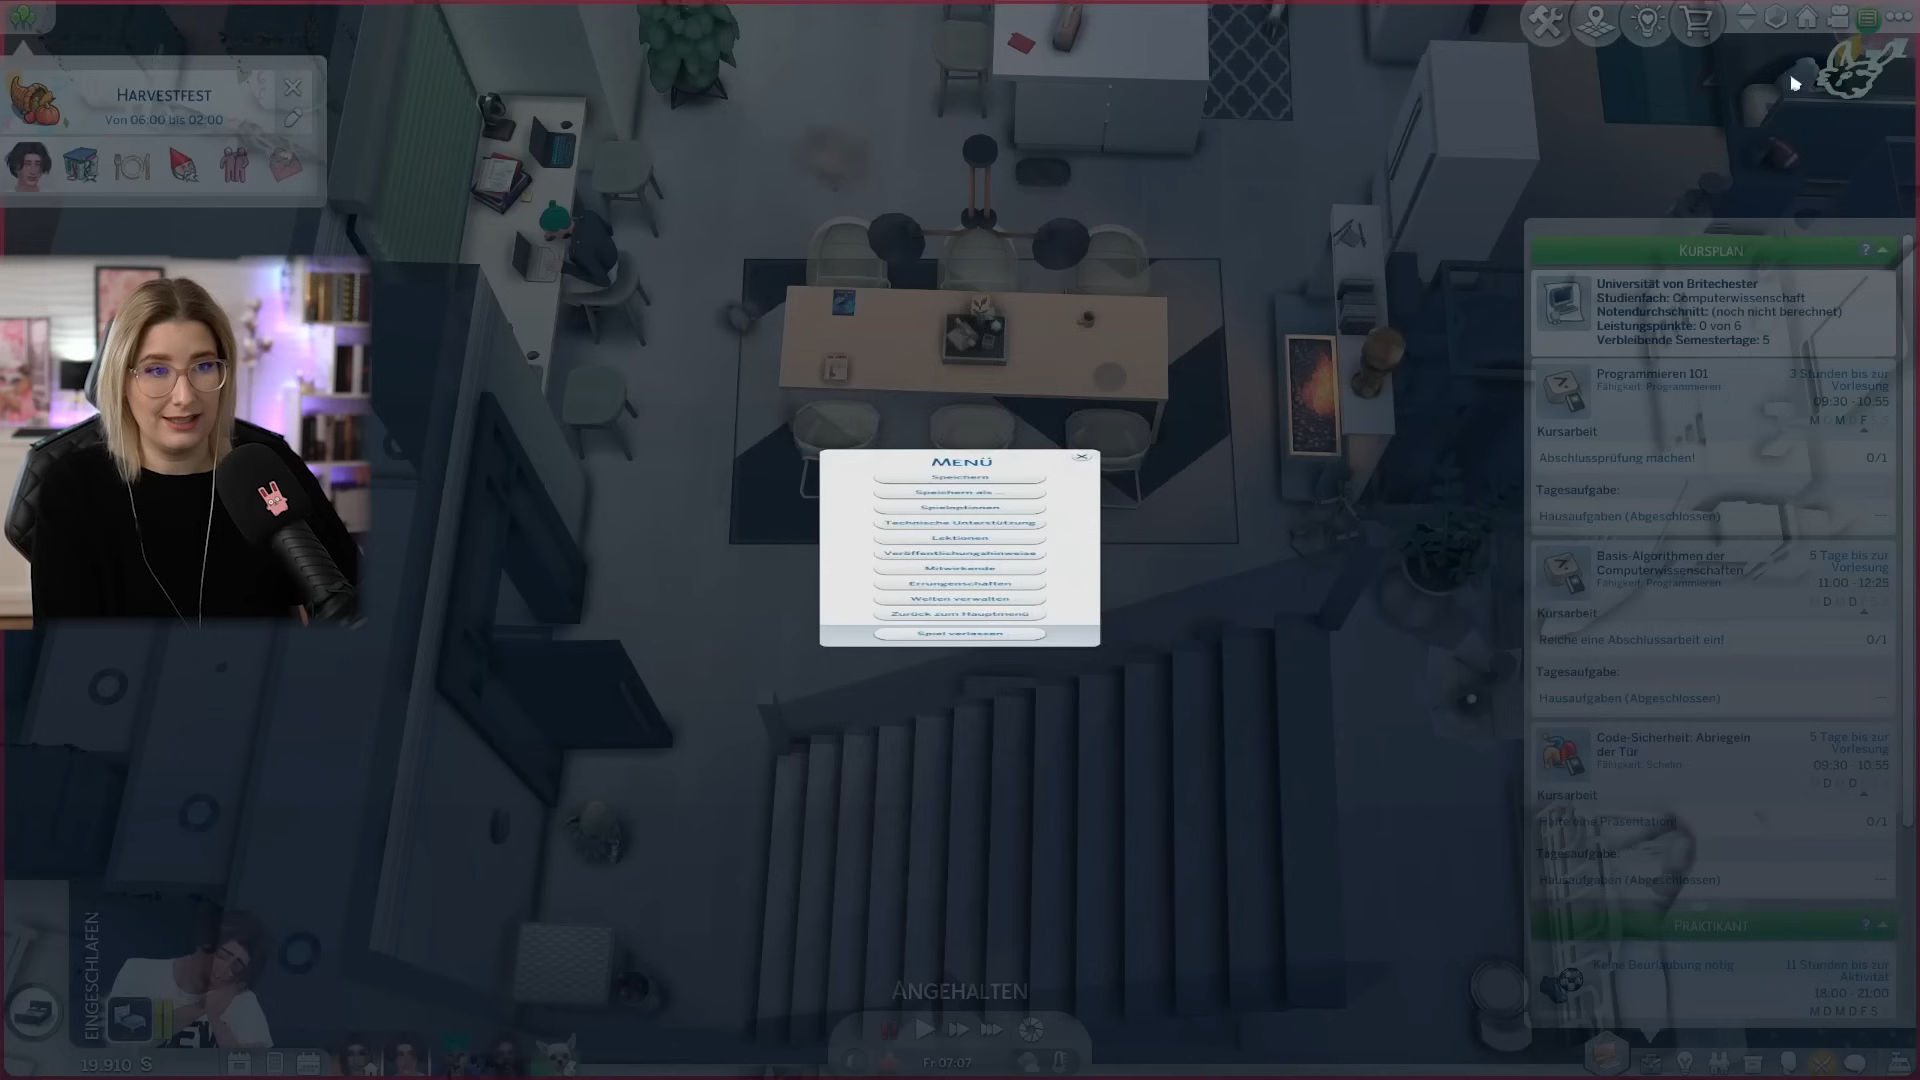 HARVESTFEST
Von 06:00 bis 02:00
KURSPLAN
?
Universität von Britechester
Studienfach: Computerwissenschaft
Notendurchschnitt: (noch nicht berechnet)
Leistungspunkte: 0 von 6
Verbleibende Semestertage: 5
Programmieren 101
Fähigkeit: Programmieren
3 Stunden bis zur
Vorlesung
09:30 - 10:55
M D M D F S S
Kursarbeit
Abschlussprüfung machen!
0/1
Tagesaufgabe:
Hausaufgaben (Abgeschlossen)
---
Basis-Algorithmen der
Computerwissenschaften
Fähigkeit: Programmieren
5 Tage bis zur
Vorlesung
11:00 - 12:25
Kursarbeit
Reiche eine Abschlussarbeit ein!
0/1
Tagesaufgabe:
Hausaufgaben (Abgeschlossen)
---
Code-Sicherheit: Abriegeln
der Tür
Fähigkeit: Schelm
5 Tage bis zur
Vorlesung
09:30 - 10:55
Kursarbeit
Halte eine Präsentation!
0/1
Tagesaufgabe:
Hausaufgaben (Abgeschlossen)
---
PRAKTIKANT
?
Keine Beurlaubung nötig
11 Stunden bis zur
Aktivität
18:00 - 21:00
M D M D F S
MENÜ
Speichern
Speichern als ...
Spieloptionen
Technische Unterstützung
Lektionen
Veröffentlichungshinweise
Mitwirkende
Errungenschaften
Welten verwalten
Zurück zum Hauptmenü
Spiel verlassen
EINGESCHLAFEN
ANGEHALTEN
Fr 07:07
19.910 S